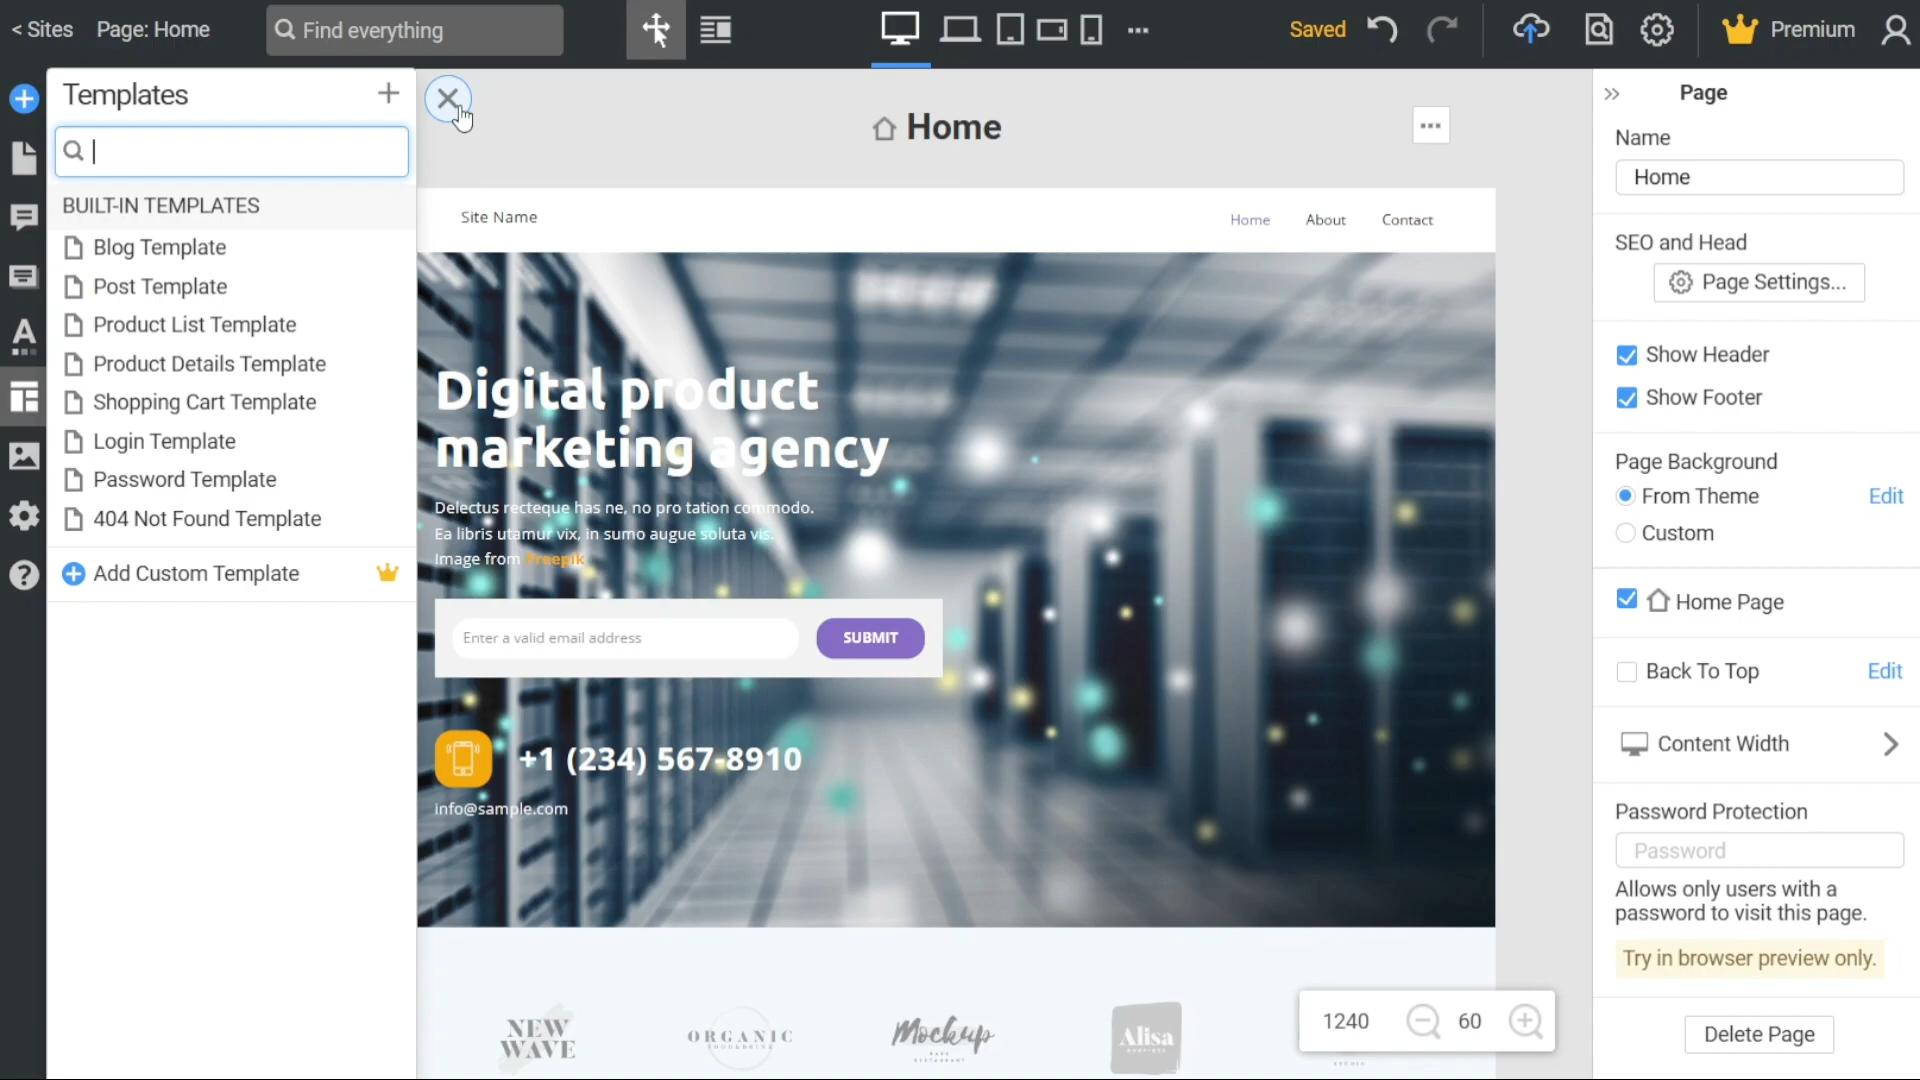 < Sites
Page: Home
Find everything
Saved
Premium
Templates
BUILT-IN TEMPLATES
Blog Template
Post Template
Product List Template
Product Details Template
Shopping Cart Template
Login Template
Password Template
404 Not Found Template
Add Custom Template
Home
Site Name
Home
About
Contact
Digital product
marketing agency
Delectus recteque has ne, no pro tation commodo.
Ea libris utamur vix, in sumo augue soluta vis.
Image from Freepik
Enter a valid email address
SUBMIT
+1 (234) 567-8910
info@sample.com
NEW
WAVE
ORGANIC
Mockup
Alisa
1240
60
Page
Name
Home
SEO and Head
Page Settings...
Show Header
Show Footer
Page Background
From Theme
Edit
Custom
Home Page
Back To Top
Edit
Content Width
Password Protection
Password
Allows only users with a
password to visit this page.
Try in browser preview only.
Delete Page